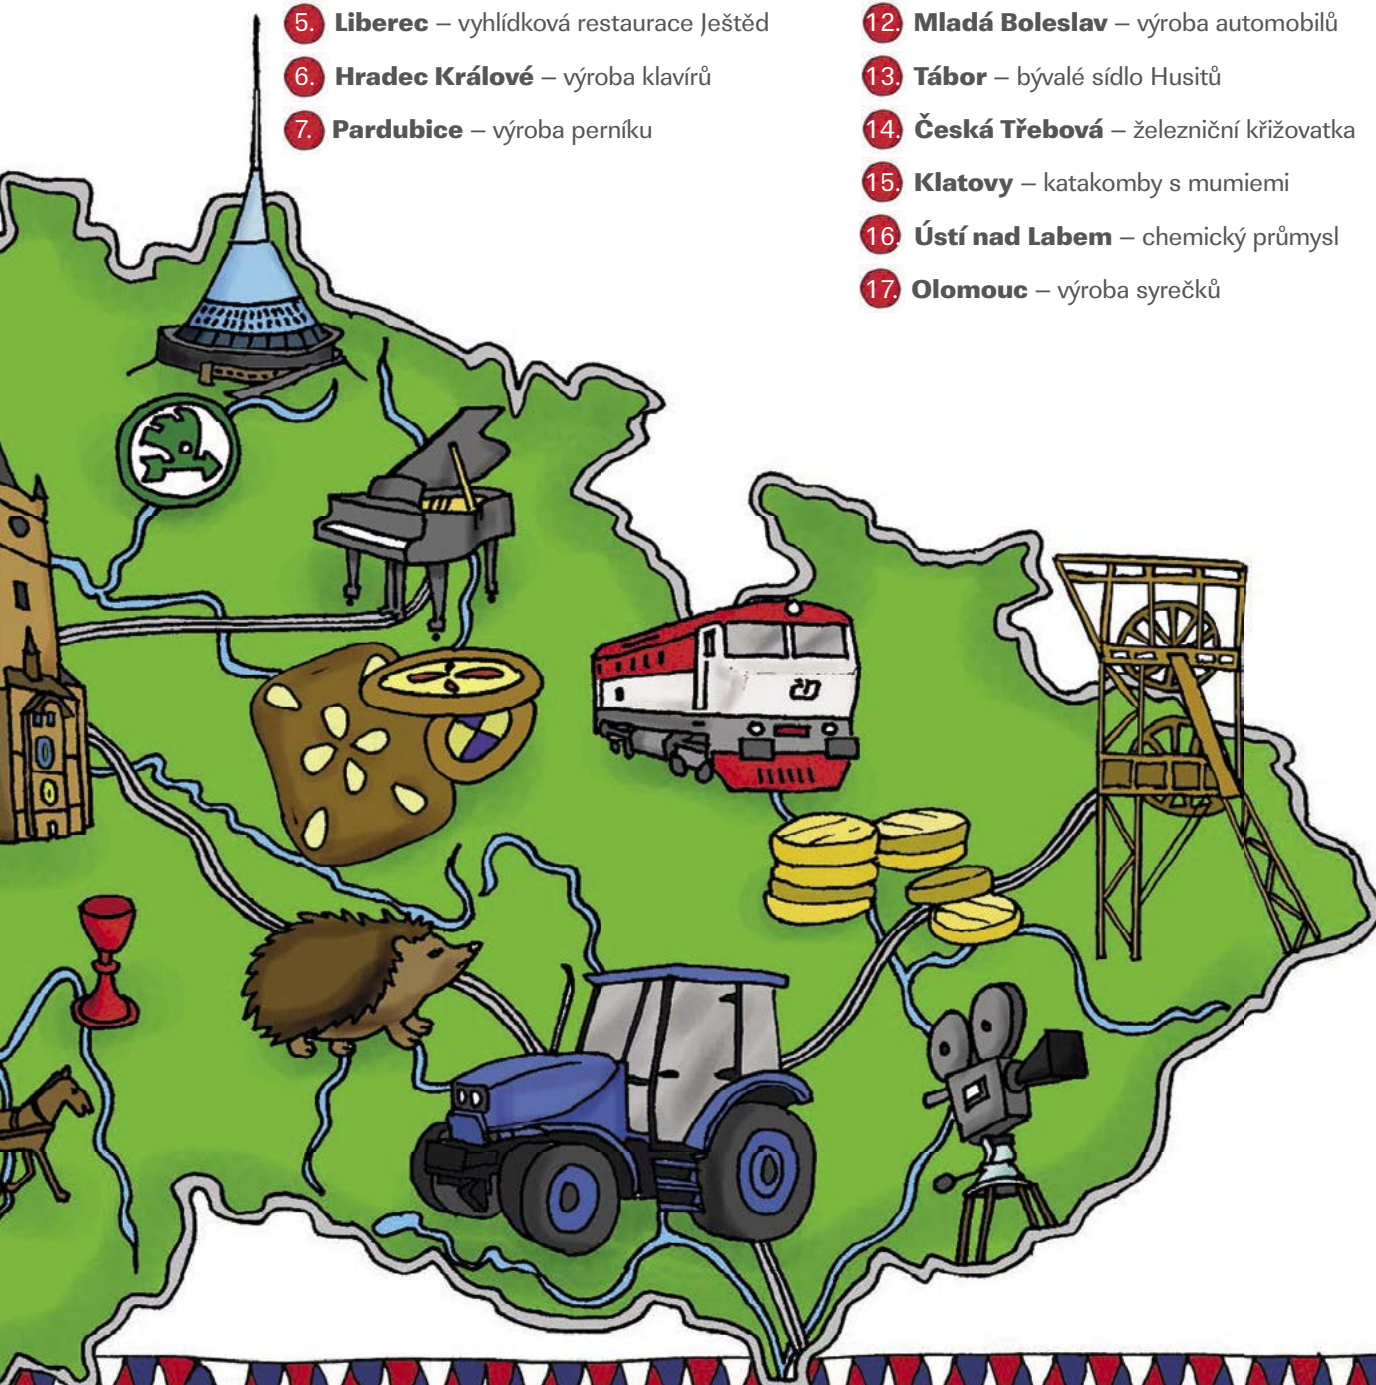 5. Liberec – vyhlídková restaurace Ještěd
6. Hradec Králové – výroba klavírů
7. Pardubice – výroba perníku
12. Mladá Boleslav – výroba automobilů
13. Tábor – bývalé sídlo Husitů
14. Česká Třebová – železniční křižovatka
15. Klatovy – katakomby s mumiemi
16. Ústí nad Labem – chemický průmysl
17. Olomouc – výroba syrečků
ČD